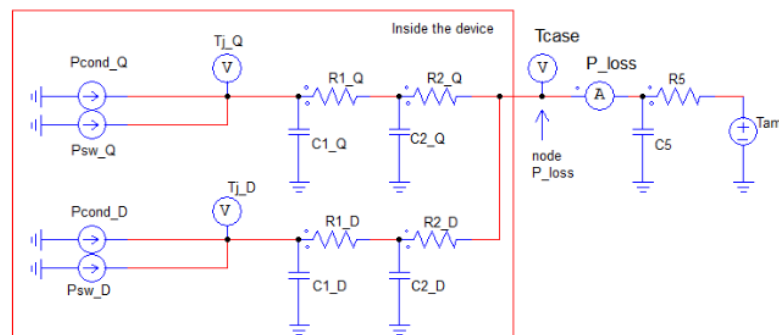 Inside the device
Tj_Q
Pcond_Q
V
R1_Q
R2_Q
Psw_Q
C1_Q
C2_Q
Tcase
V
P_loss
A
R5
C5
node
P_loss
Tj_D
Pcond_D
V
R1_D
R2_D
Psw_D
C1_D
C2_D